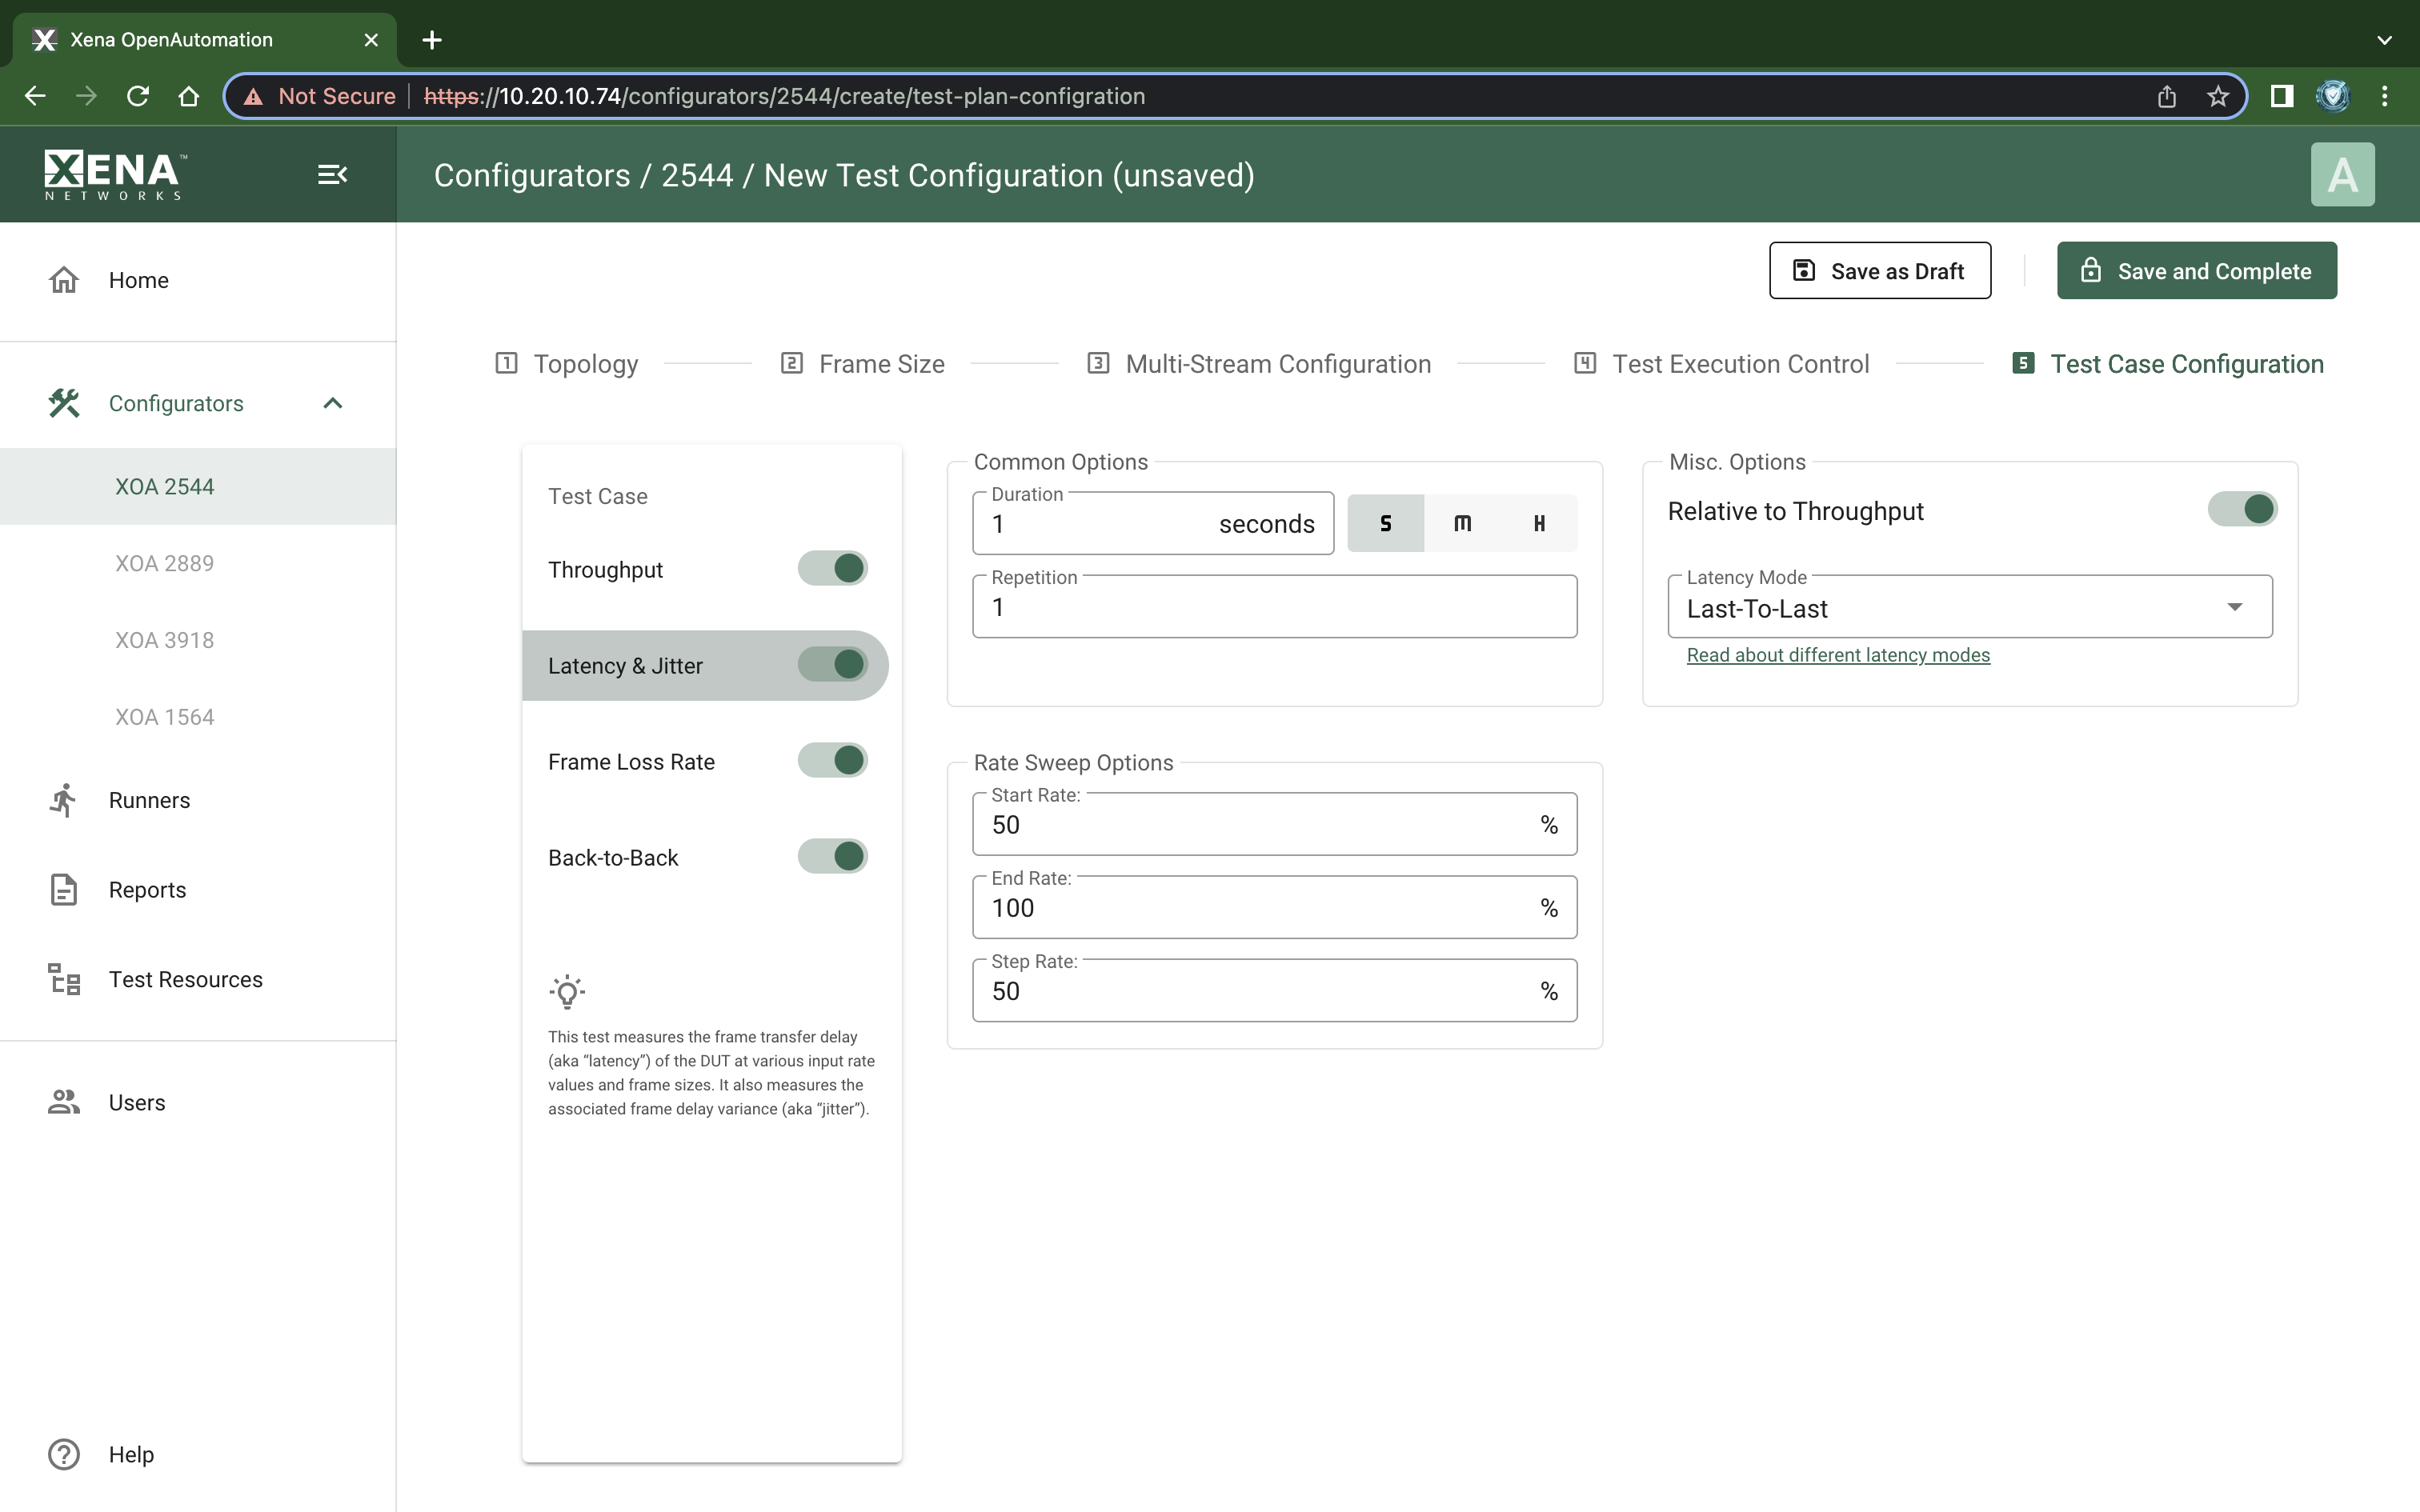 Xena OpenAutomation
Not Secure
https://10.20.10.74/configurators/2544/create/test-plan-configration
XENA™
NETWORKS
Configurators / 2544 / New Test Configuration (unsaved)
A
Home
Configurators
XOA 2544
XOA 2889
XOA 3918
XOA 1564
Runners
Reports
Test Resources
Users
Help
Save as Draft
Save and Complete
1 Topology
2 Frame Size
3 Multi-Stream Configuration
4 Test Execution Control
5 Test Case Configuration
Test Case
Throughput
Latency & Jitter
Frame Loss Rate
Back-to-Back
This test measures the frame transfer delay
(aka “latency”) of the DUT at various input rate
values and frame sizes. It also measures the
associated frame delay variance (aka “jitter”).
Common Options
Duration
1 seconds
S M H
Repetition
1
Rate Sweep Options
Start Rate:
50 %
End Rate:
100 %
Step Rate:
50 %
Misc. Options
Relative to Throughput
Latency Mode
Last-To-Last
Read about different latency modes